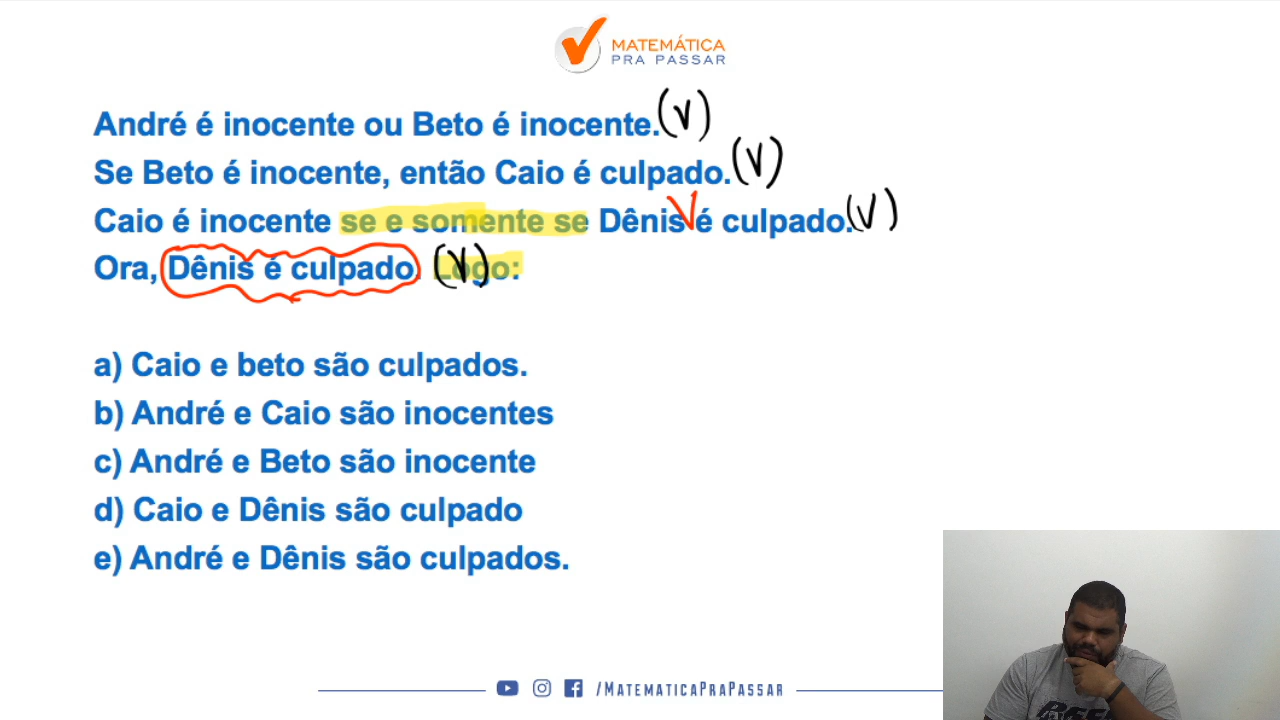 MATEMÁTICA
PRA PASSAR
André é inocente ou Beto é inocente. (V)
Se Beto é inocente, então Caio é culpado. (V)
V
Caio é inocente se e somente se Dênis é culpado. (V)
Ora, Dênis é culpado. (V) Logo:
a) Caio e beto são culpados.
b) André e Caio são inocentes
c) André e Beto são inocente
d) Caio e Dênis são culpado
e) André e Dênis são culpados.
/MATEMATICAPRAPASSAR